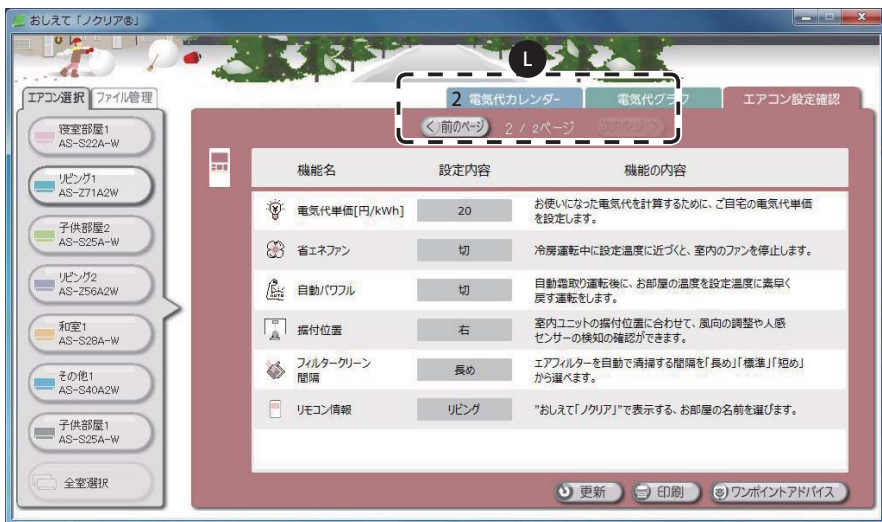 おしえて「ノクリア®」
L
エアコン選択
ファイル管理
2 電気代カレンダー
電気代グラフ
エアコン設定確認
<前のページ
2 / 2ページ
次のページ>
寝室部屋1
AS-S22A-W
リビング1
AS-Z71A2W
子供部屋2
AS-S25A-W
リビング2
AS-Z56A2W
和室1
AS-S28A-W
その他1
AS-S40A2W
子供部屋1
AS-S25A-W
全室選択
機能名 設定内容 機能の内容
電気代単価[円/kWh] 20 お使いになった電気代を計算するために、ご自宅の電気代単価
を設定します。
省エネファン 切 冷房運転中に設定温度に近づくと、室内のファンを停止します。
自動パワフル 切 自動霜取り運転後に、お部屋の温度を設定温度に素早く
戻す運転をします。
据付位置 右 室内ユニットの据付位置に合わせて、風向の調整や人感
センサーの検知の確認ができます。
フィルタークリーン
間隔 長め エアフィルターを自動で清掃する間隔を「長め」「標準」「短め」
から選べます。
リモコン情報 リビング "おしえて「ノクリア」"で表示する、お部屋の名前を選びます。
更新 印刷 ワンポイントアドバイス